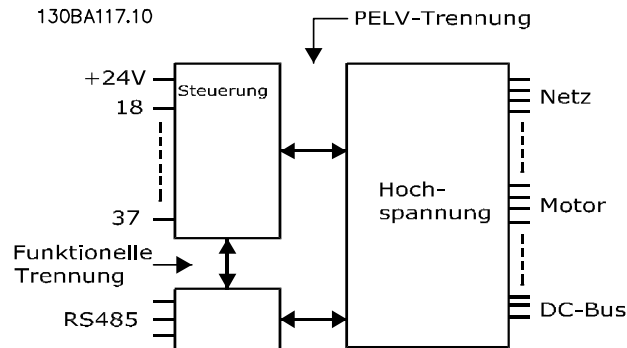 130BA117.10
PELV-Trennung
+24V
18
37
Steuerung
Hoch-
spannung
Netz
Motor
DC-Bus
Funktionelle
Trennung
RS485